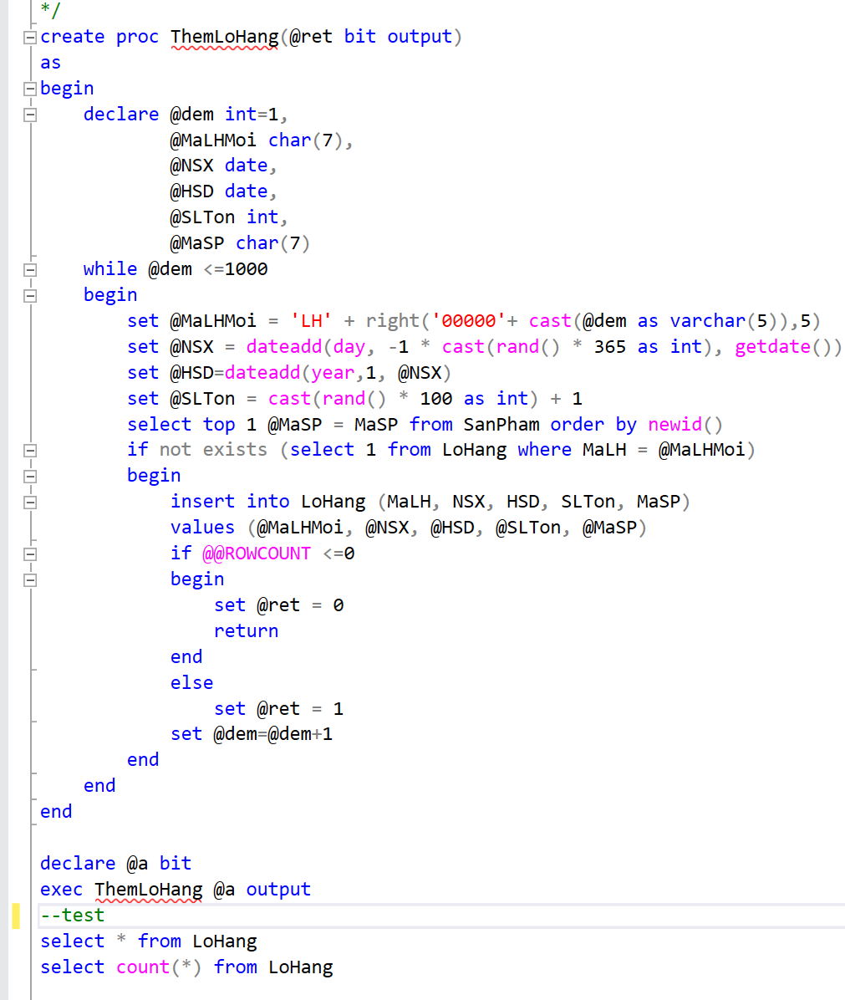 */
create proc ThemLoHang(@ret bit output)
as
begin
    declare @dem int=1,
            @MaLHMoi char(7),
            @NSX date,
            @HSD date,
            @SLTon int,
            @MaSP char(7)
    while @dem <=1000
    begin
        set @MaLHMoi = 'LH' + right('00000'+ cast(@dem as varchar(5)),5)
        set @NSX = dateadd(day, -1 * cast(rand() * 365 as int), getdate())
        set @HSD=dateadd(year,1, @NSX)
        set @SLTon = cast(rand() * 100 as int) + 1
        select top 1 @MaSP = MaSP from SanPham order by newid()
        if not exists (select 1 from LoHang where MaLH = @MaLHMoi)
        begin
            insert into LoHang (MaLH, NSX, HSD, SLTon, MaSP)
            values (@MaLHMoi, @NSX, @HSD, @SLTon, @MaSP)
            if @@ROWCOUNT <=0
            begin
                set @ret = 0
                return
            end
            else
                set @ret = 1
            set @dem=@dem+1
        end
    end
end

declare @a bit
exec ThemLoHang @a output
--test
select * from LoHang
select count(*) from LoHang